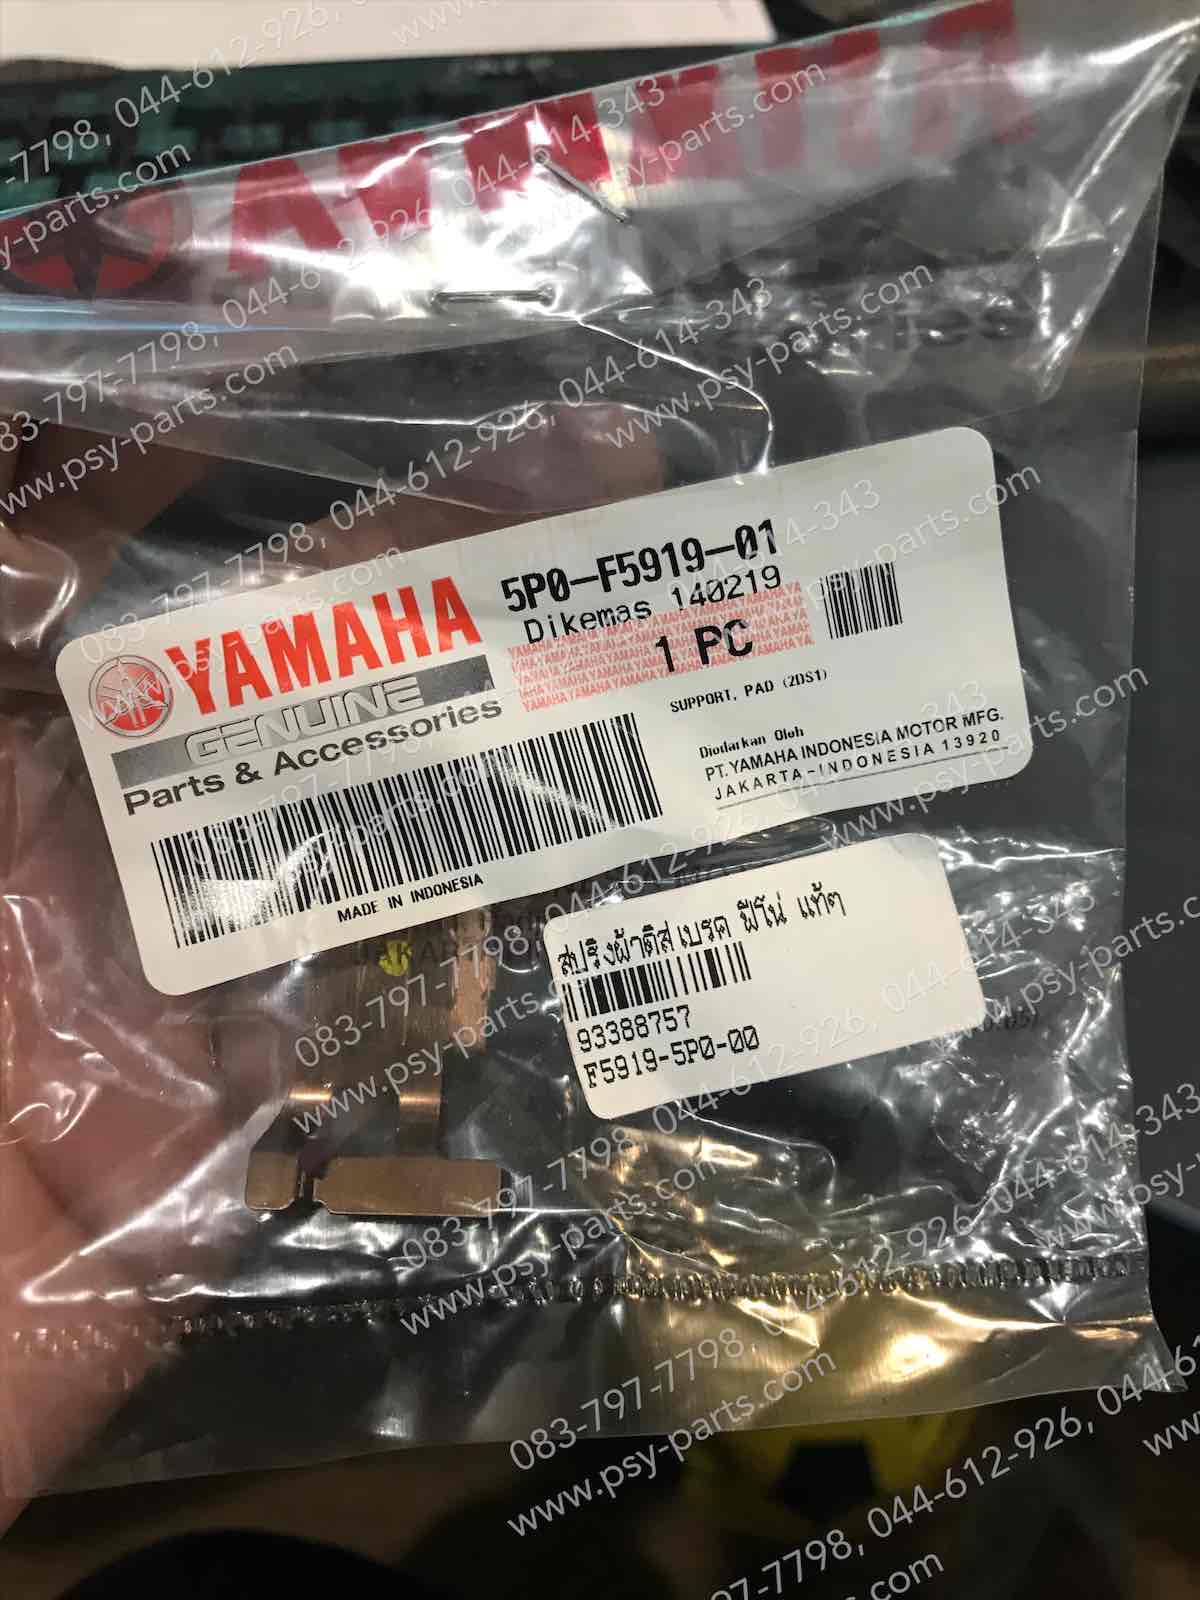 YAMAHA
YAMAHA
GENUINE
Parts & Accessories
5P0-F5919-01
Dikemas 140219
1 PC
SUPPORT, PAD (2DS1)
Diedarkan Oleh
PT. YAMAHA INDONESIA MOTOR MFG.
JAKARTA-INDONESIA 13920
MADE IN INDONESIA
สปริงผ้าดิสเบรค ฟีโน่ แท้ๆ
93388757
F5919-5P0-00
083-797-7798, 044-612-926, 044-614-343
www.psy-parts.com